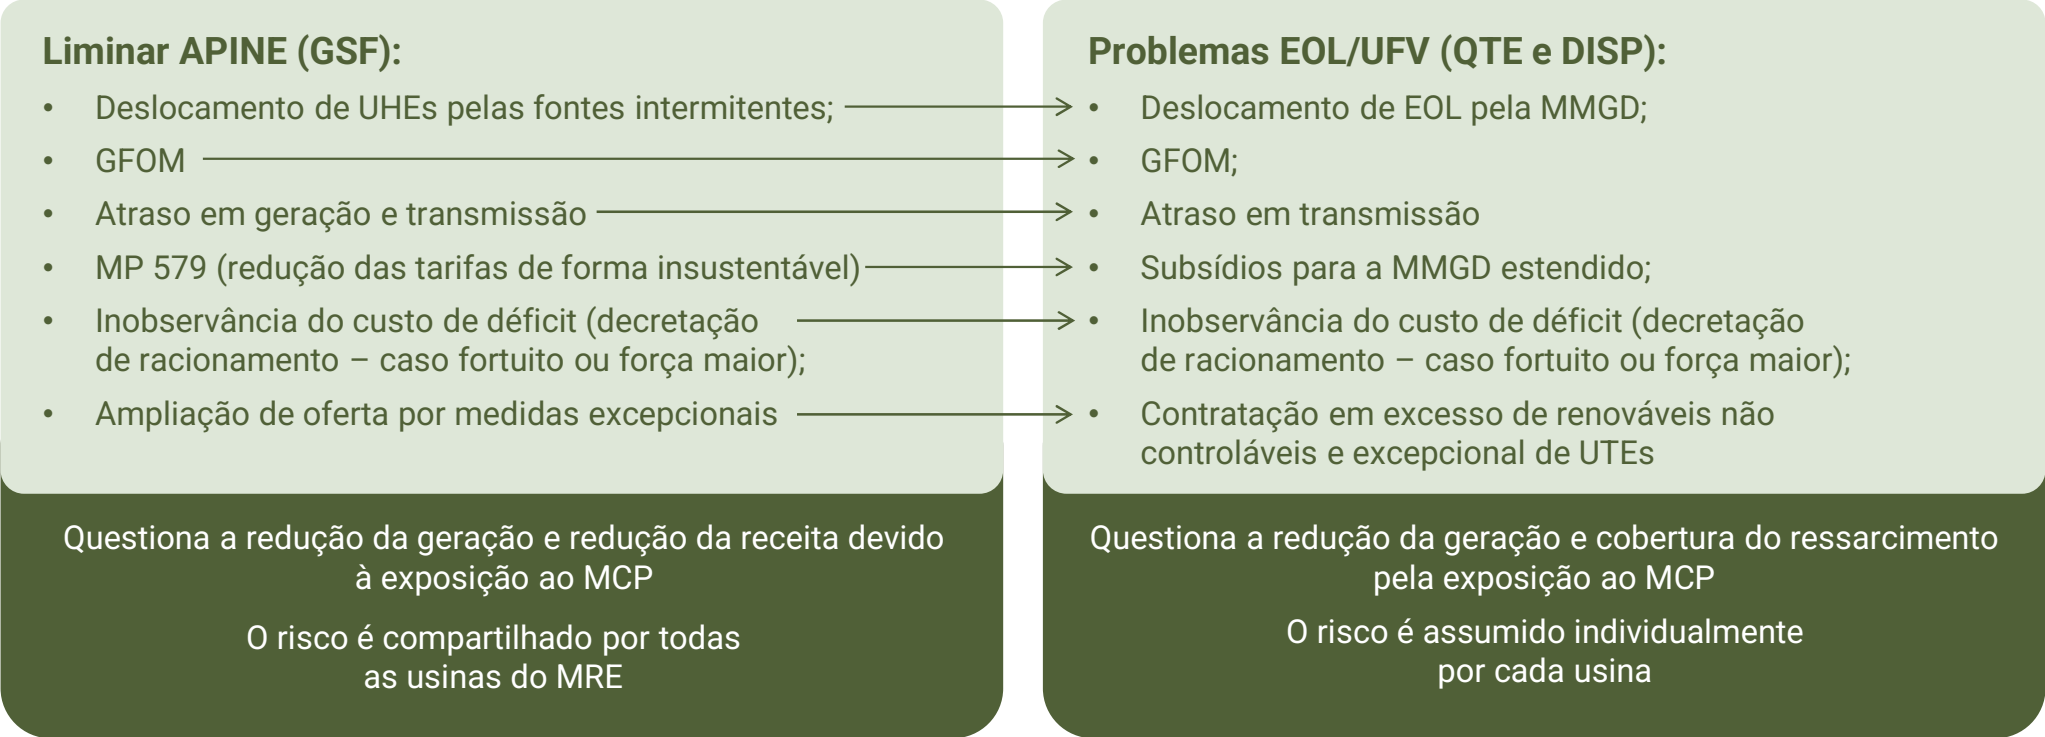 Liminar APINE (GSF):
• Deslocamento de UHEs pelas fontes intermitentes;
• GFOM
• Atraso em geração e transmissão
• MP 579 (redução das tarifas de forma insustentável)
• Inobservância do custo de déficit (decretação
de racionamento – caso fortuito ou força maior);
• Ampliação de oferta por medidas excepcionais
Questiona a redução da geração e redução da receita devido
à exposição ao MCP
O risco é compartilhado por todas
as usinas do MRE
Problemas EOL/UFV (QTE e DISP):
• Deslocamento de EOL pela MMGD;
• GFOM;
• Atraso em transmissão
• Subsídios para a MMGD estendido;
• Inobservância do custo de déficit (decretação
de racionamento – caso fortuito ou força maior);
• Contratação em excesso de renováveis não
controláveis e excepcional de UTEs
Questiona a redução da geração e cobertura do ressarcimento
pela exposição ao MCP
O risco é assumido individualmente
por cada usina